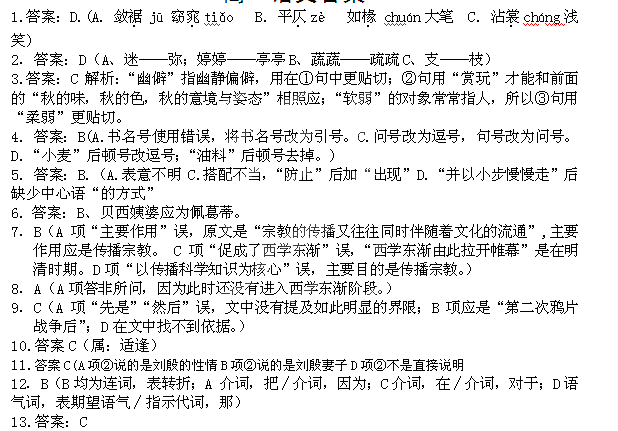 1.答案：D.(A. 敛裾 jū 窈窕 tiǎo B. 平仄 zè 如椽 chuán大笔 C. 沾裳 cháng浅
笑)
2. 答案：D（A、迷——弥；婷婷——亭亭 B、蔬蔬——疏疏 C、支——枝）
3.答案：C 解析：“幽僻”指幽静偏僻，用在①句中更贴切；②句用“赏玩”才能和前面
的“秋的味，秋的色，秋的意境与姿态”相照应；“软弱”的对象常常指人，所以③句用
“柔弱”更贴切。
4. 答案：B(A.书名号使用错误，将书名号改为引号。C.问号改为逗号，句号改为问号。
D.“小麦”后顿号改逗号；“油料”后顿号去掉。)
5. 答案：B.（A.表意不明 C.搭配不当，“防止”后加“出现”D.“并以小步慢慢走”后
缺少中心语“的方式”
6. 答案：B、贝西姨婆应为佩葛蒂。
7. B（A 项“主要作用”误，原文是“宗教的传播又往往同时伴随着文化的流通”,主要
作用应是传播宗教。 C 项“促成了西学东渐”误，“西学东渐由此拉开帷幕”是在明
清时期。D项“以传播科学知识为核心”误，主要目的是传播宗教。）
8. A（A项答非所问，因为此时还没有进入西学东渐阶段。）
9. C（A 项“先是”“然后”误，文中没有提及如此明显的界限；B 项应是“第二次鸦片
战争后”；D在文中找不到依据。）
10.答案C（属：适逢）
11.答案C(A项②说的是刘殷的性情 B项②说的是刘殷妻子 D项②不是直接说明
12. B（B均为连词，表转折；A 介词，把／介词，因为；C介词，在／介词，对于；D语
气词，表期望语气／指示代词，那）
13.答案：C